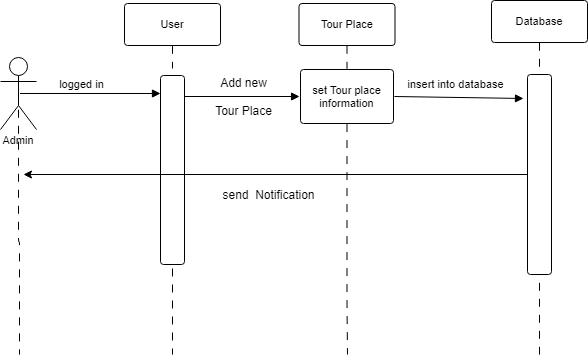 User
Tour Place
Database
logged in
Add new
Tour Place
set Tour place
information
insert into database
Admin
send Notification